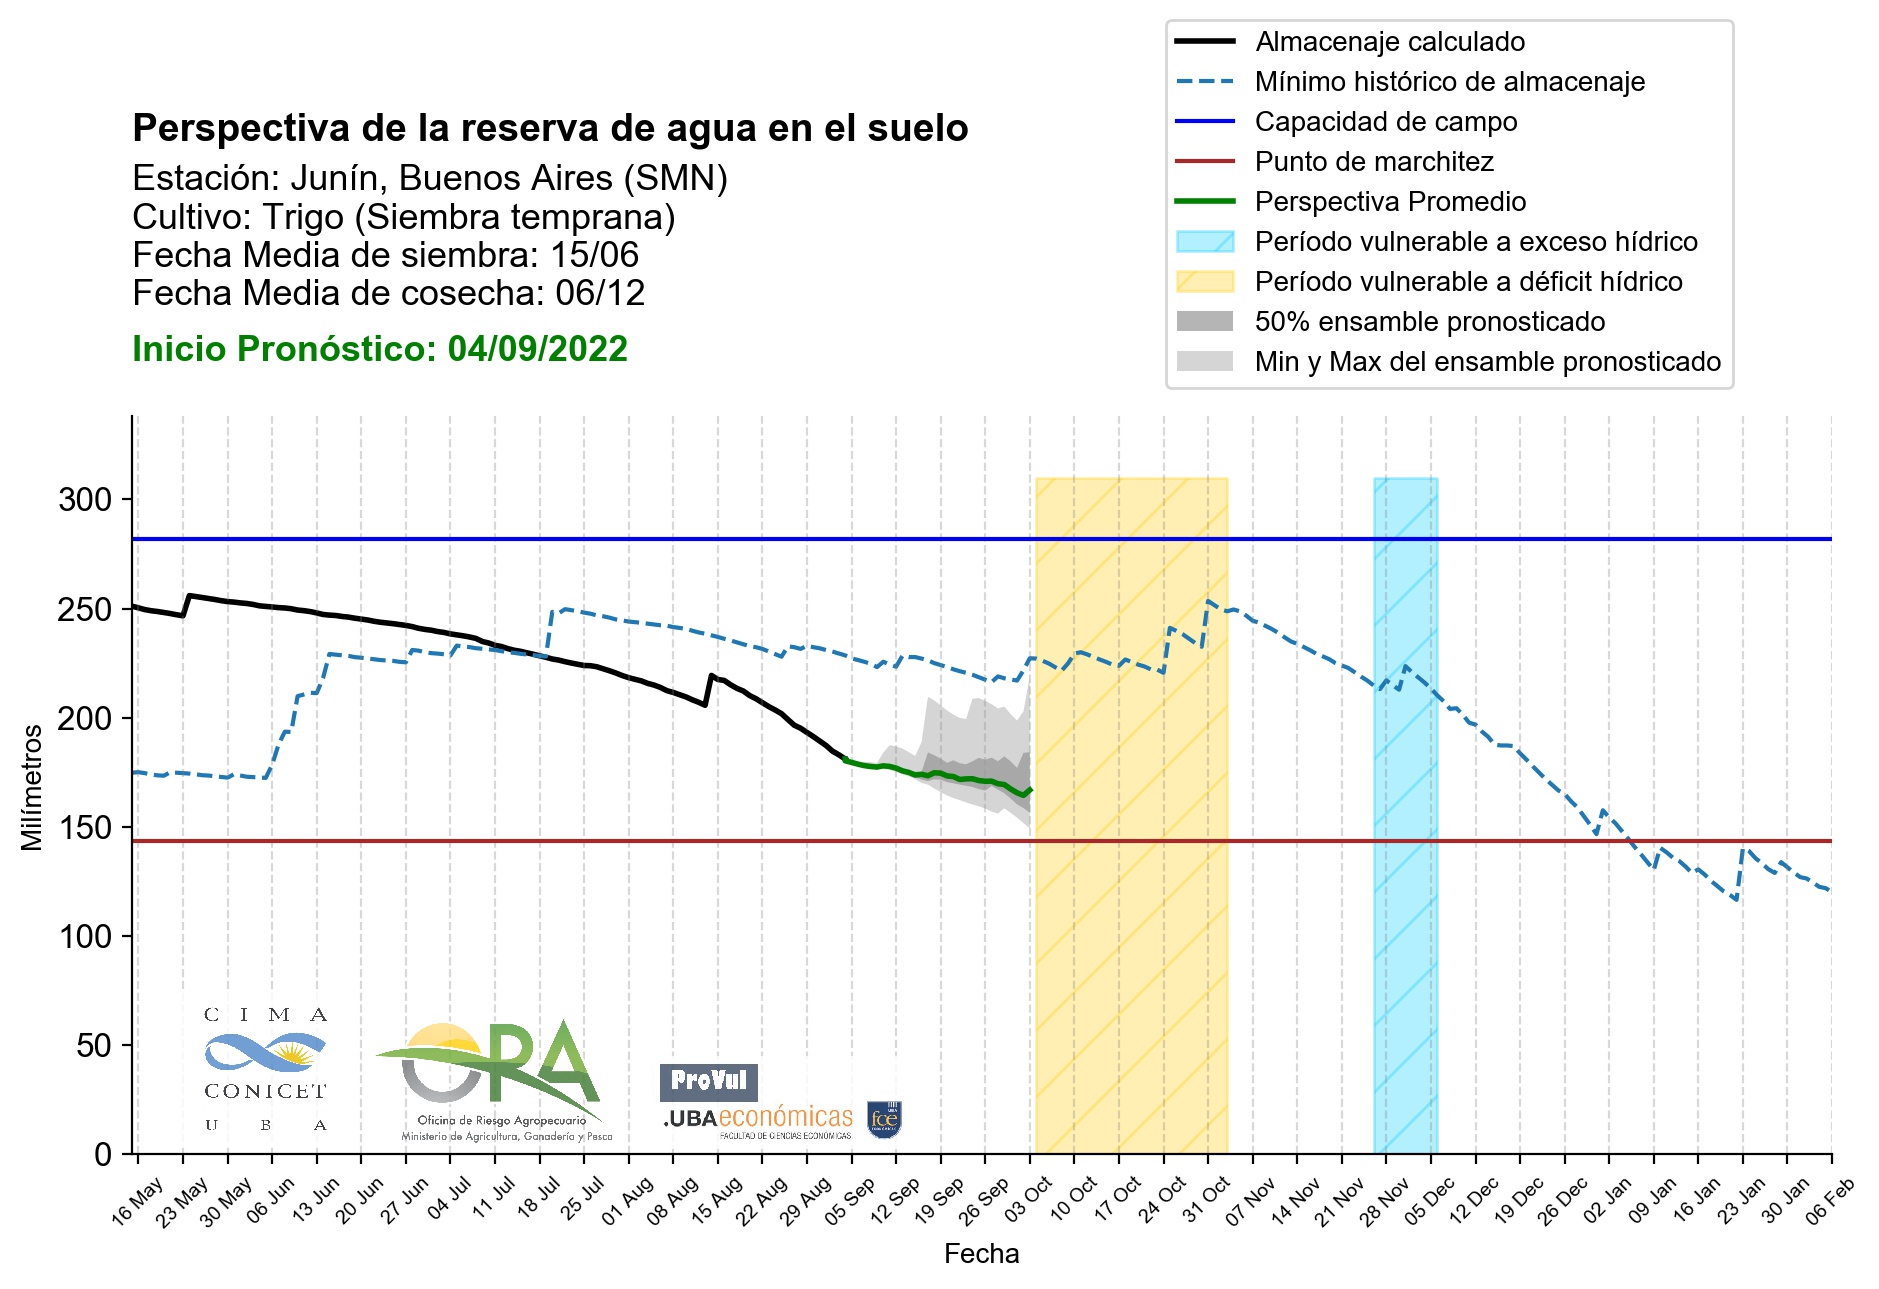 Almacenaje calculado
Mínimo histórico de almacenaje
Capacidad de campo
Punto de marchitez
Perspectiva Promedio
Período vulnerable a exceso hídrico
Período vulnerable a déficit hídrico
50% ensamble pronosticado
Min y Max del ensamble pronosticado
Perspectiva de la reserva de agua en el suelo
Estación: Junín, Buenos Aires (SMN)
Cultivo: Trigo (Siembra temprana)
Fecha Media de siembra: 15/06
Fecha Media de cosecha: 06/12
Inicio Pronóstico: 04/09/2022
Milímetros
300
250
200
150
100
50
0
CIMA
CONICET
UBA
ORA
Oficina de Riesgo Agropecuario
Ministerio de Agricultura, Ganadería y Pesca
ProVul
.UBAeconómicas
FACULTAD DE CIENCIAS ECONÓMICAS
fce
16 May
23 May
30 May
06 Jun
13 Jun
20 Jun
27 Jun
04 Jul
11 Jul
18 Jul
25 Jul
01 Aug
08 Aug
15 Aug
22 Aug
29 Aug
05 Sep
12 Sep
19 Sep
26 Sep
03 Oct
10 Oct
17 Oct
24 Oct
31 Oct
07 Nov
14 Nov
21 Nov
28 Nov
05 Dec
12 Dec
19 Dec
26 Dec
02 Jan
09 Jan
16 Jan
23 Jan
30 Jan
06 Feb
Fecha